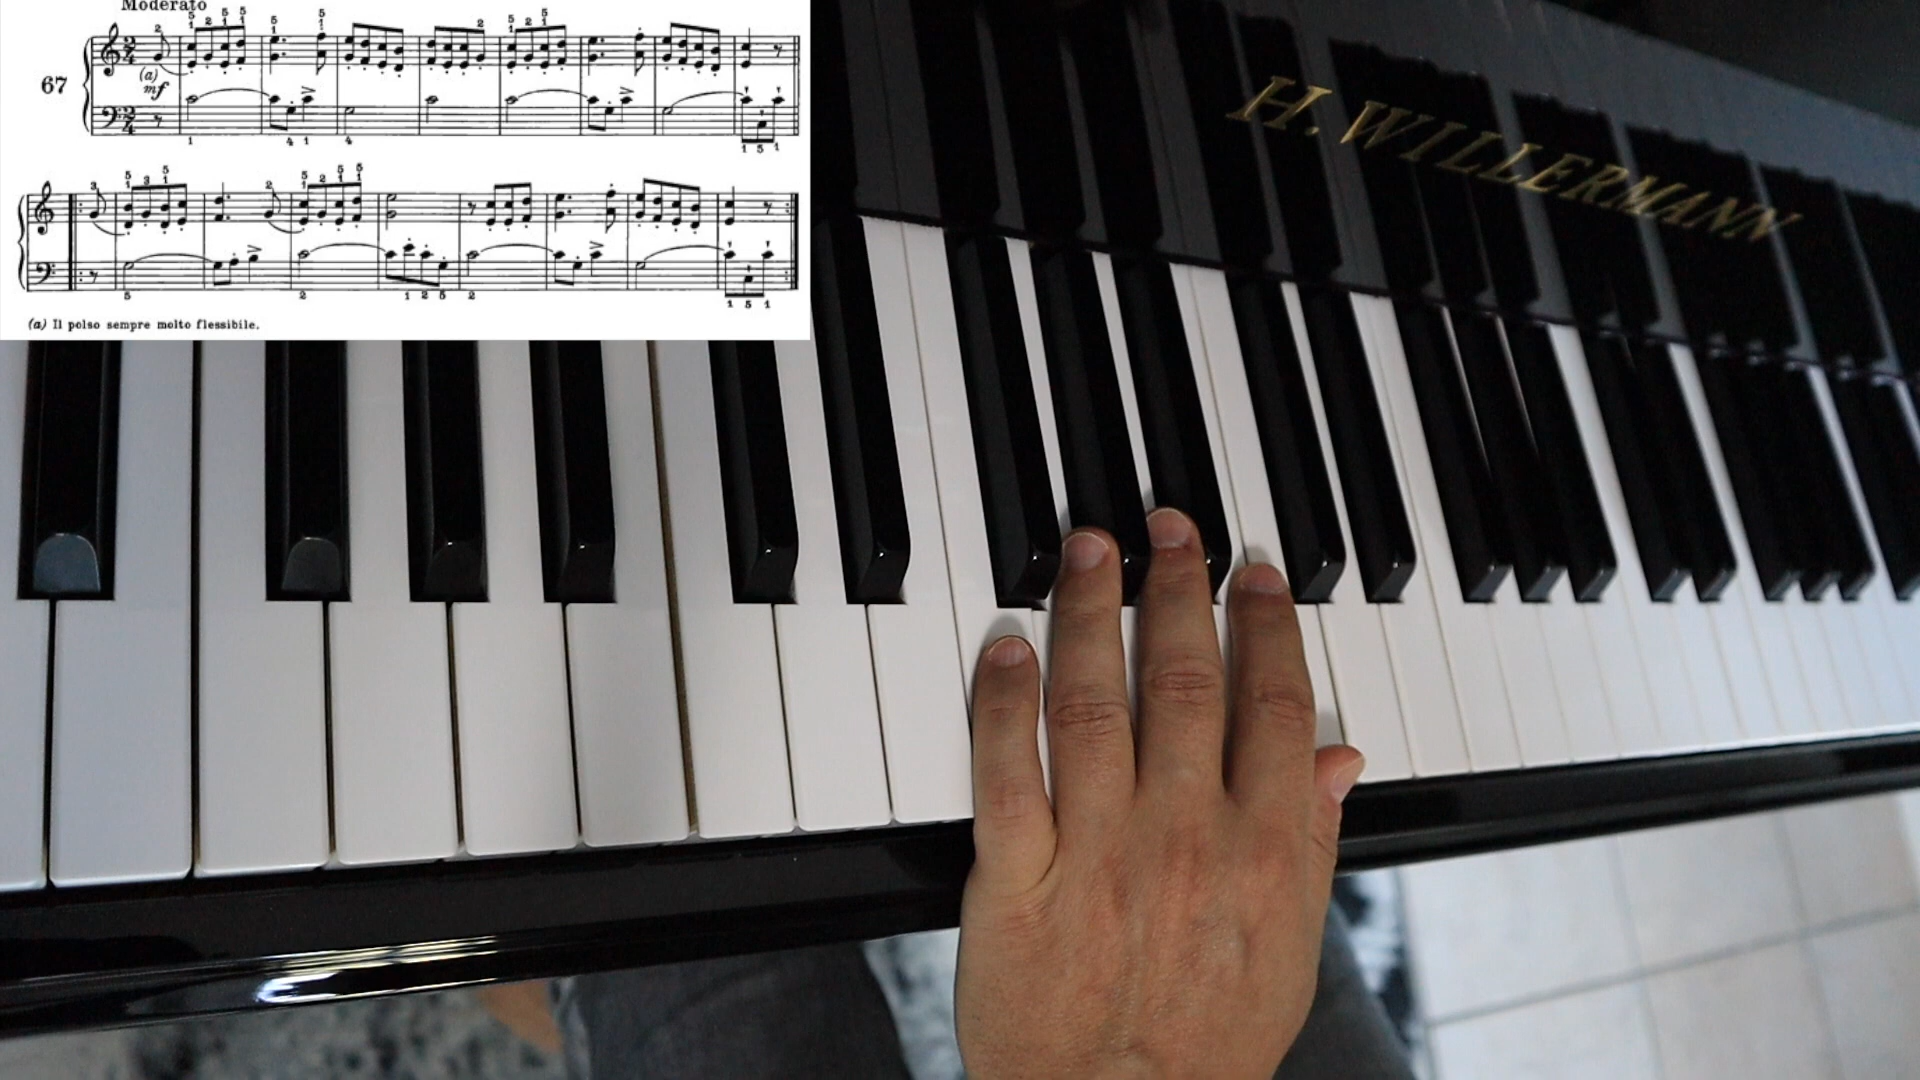 Moderato
67
(a)
mf
(a) Il polso sempre molto flessibile.
H. WILLERMANN